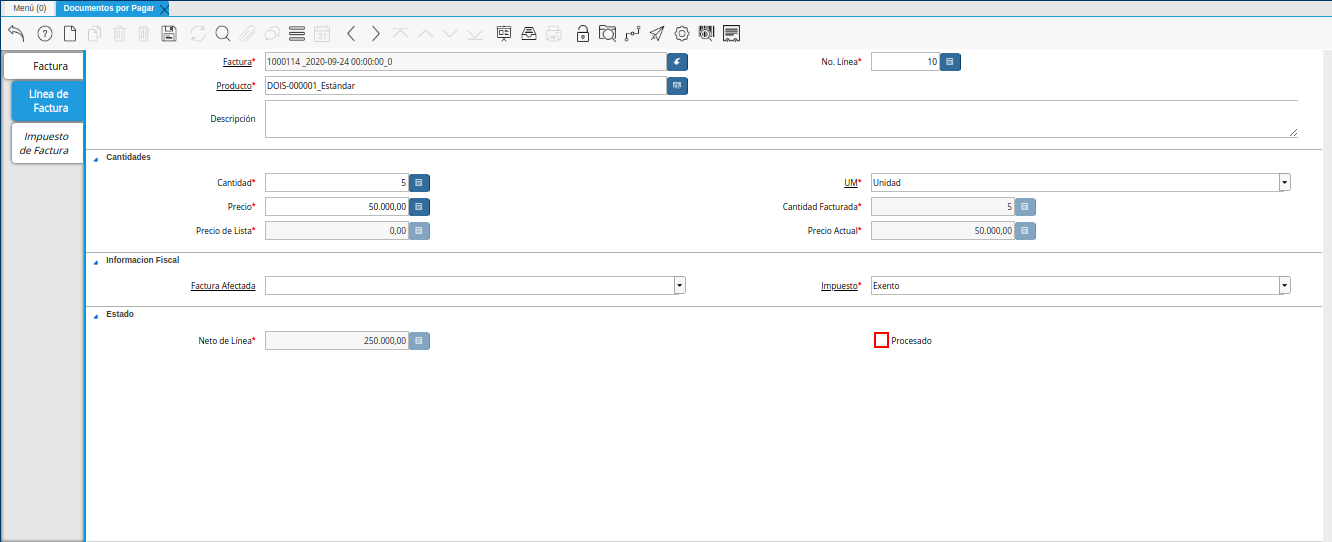 Menú (0) Documentos por Pagar
Factura
Línea de
Factura
Impuesto
de Factura
Factura* 1000114 _2020-09-24 00:00:00_0 No. Línea* 10
Producto* DOIS-000001_Estándar
Descripción
Cantidades
Cantidad* 5 UM* Unidad
Precio* 50.000,00 Cantidad Facturada* 5
Precio de Lista* 0,00 Precio Actual* 50.000,00
Informacion Fiscal
Factura Afectada Impuesto* Exento
Estado
Neto de Línea* 250.000,00 Procesado